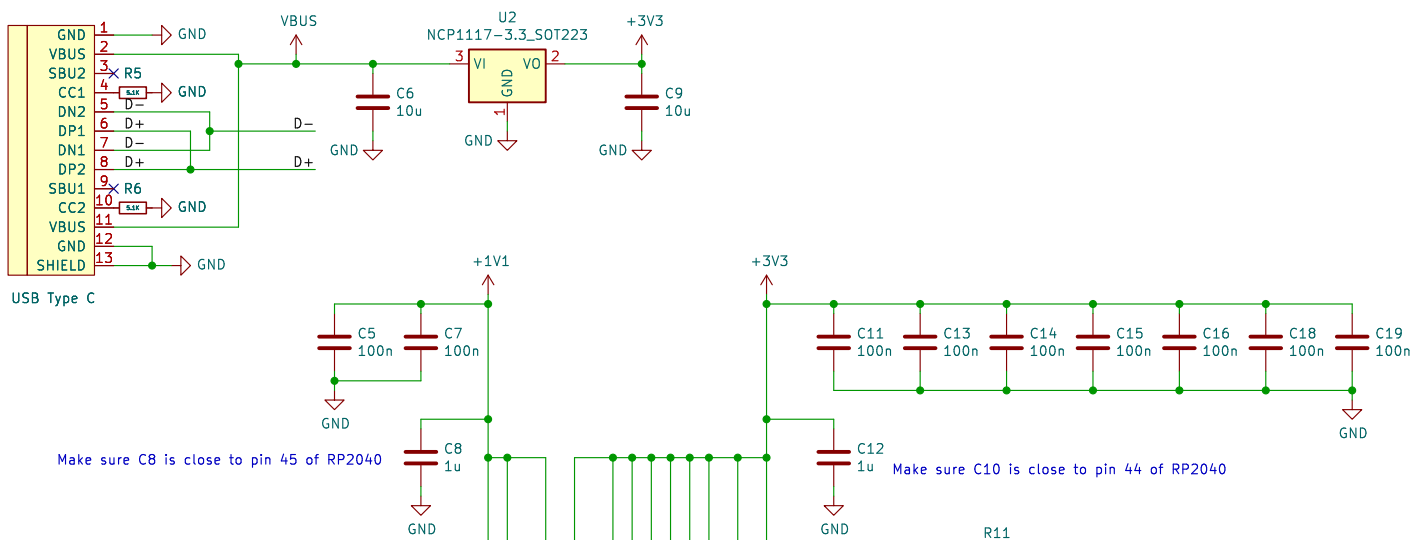 VBUS
U2
NCP1117-3.3_SOT223
+3V3
GND 1 GND
VBUS 2
3 VI VO 2
GND
1
SBU2 3 R5
CC1 4 5.1K GND
C6
10u
C9
10u
DN2 5 D-
DP1 6 D+ D-
GND
GND
GND
DN1 7 D-
DP2 8 D+ D+
SBU1 9 R6
CC2 10 5.1K GND
VBUS 11
GND 12
SHIELD 13 GND
USB Type C
+1V1
+3V3
C5
100n
C7
100n
C11
100n
C13
100n
C14
100n
C15
100n
C16
100n
C18
100n
C19
100n
GND
GND
C8
1u
Make sure C8 is close to pin 45 of RP2040
C12
1u
Make sure C10 is close to pin 44 of RP2040
GND
GND
R11